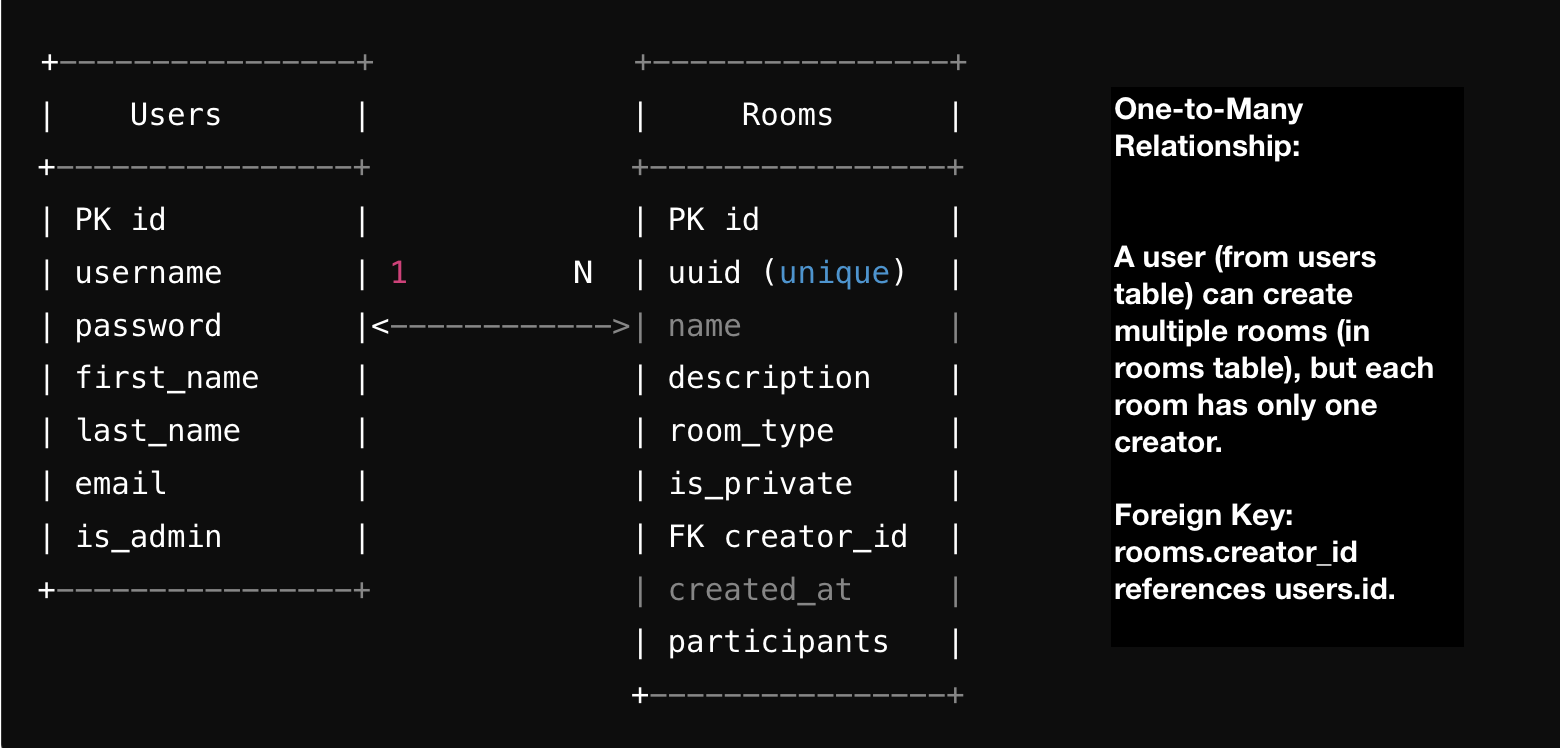 +----------------+
|    Users       |
+----------------+
| PK id          |
| username       |
| password       |
| first_name     |
| last_name      |
| email          |
| is_admin       |
+----------------+
1            N
<------------>
+----------------+
|     Rooms      |
+----------------+
| PK id          |
| uuid (unique)  |
| name           |
| description    |
| room_type      |
| is_private     |
| FK creator_id  |
| created_at     |
| participants   |
+----------------+
One-to-Many
Relationship:
A user (from users
table) can create
multiple rooms (in
rooms table), but each
room has only one
creator.
Foreign Key:
rooms.creator_id
references users.id.